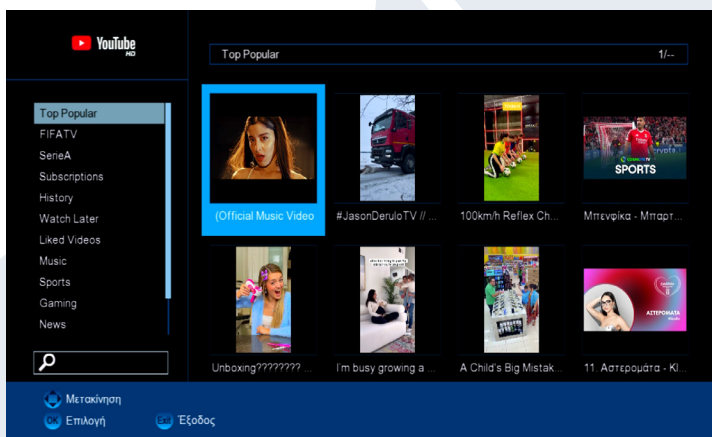 YouTube
HD
Top Popular
1/--
Top Popular
FIFATV
SerieA
Subscriptions
History
Watch Later
Liked Videos
Music
Sports
Gaming
News
SPORTS
(Official Music Video
#JasonDeruloTV // ...
100km/h Reflex Ch...
Μπενφίκα - Μπαρτ...
ΑΣΤΕΡΟΜΑΤΑ
Unboxing???????? ...
I'm busy growing a ...
A Child's Big Mistak...
11. Αστερομάτα - Kl...
Μετακίνηση
OK Επιλογή
Exit Έξοδος